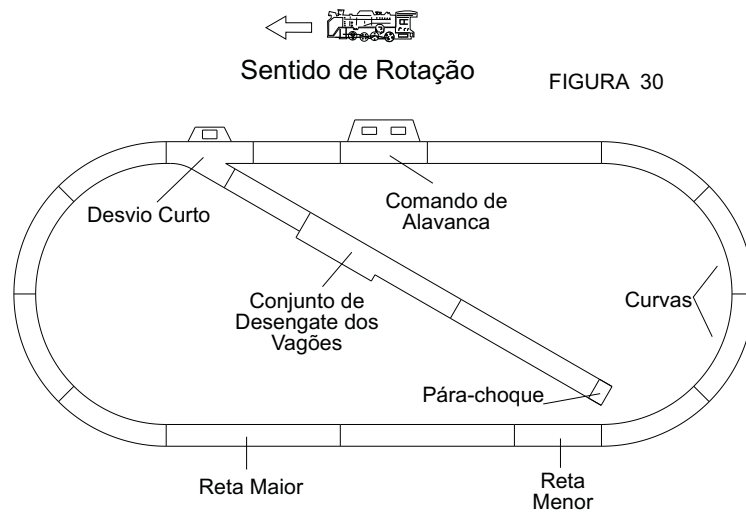 Sentido de Rotação
FIGURA 30
Desvio Curto
Comando de
Alavanca
Conjunto de
Desengate dos
Vagões
Curvas
Pára-choque
Reta Maior
Reta
Menor